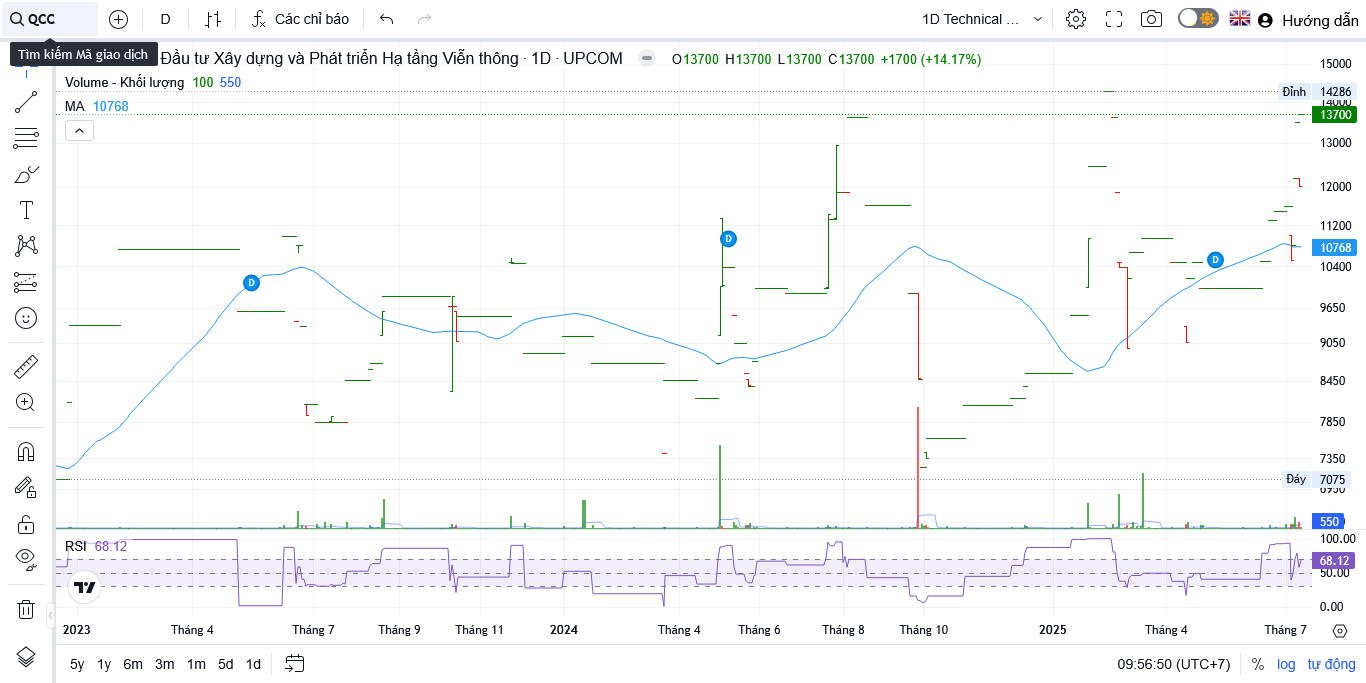 QCC D Các chỉ báo 1D Technical ... Hướng dẫn
Tìm kiếm Mã giao dịch
Đầu tư Xây dựng và Phát triển Hạ tầng Viễn thông · 1D · UPCOM O13700 H13700 L13700 C13700 +1700 (+14.17%)
Volume - Khối lượng 100 550
MA 10768
15000
Đỉnh 14286
14000
13700
13000
12000
11200
10768
10400
9650
9050
8450
7850
7350
Đáy 7075
6950
550
D
D
D
RSI 68.12
100.00
68.12
50.00
0.00
2023 Tháng 4 Tháng 7 Tháng 9 Tháng 11 2024 Tháng 4 Tháng 6 Tháng 8 Tháng 10 2025 Tháng 4 Tháng 7
5y 1y 6m 3m 1m 5d 1d 09:56:50 (UTC+7) % log tự động